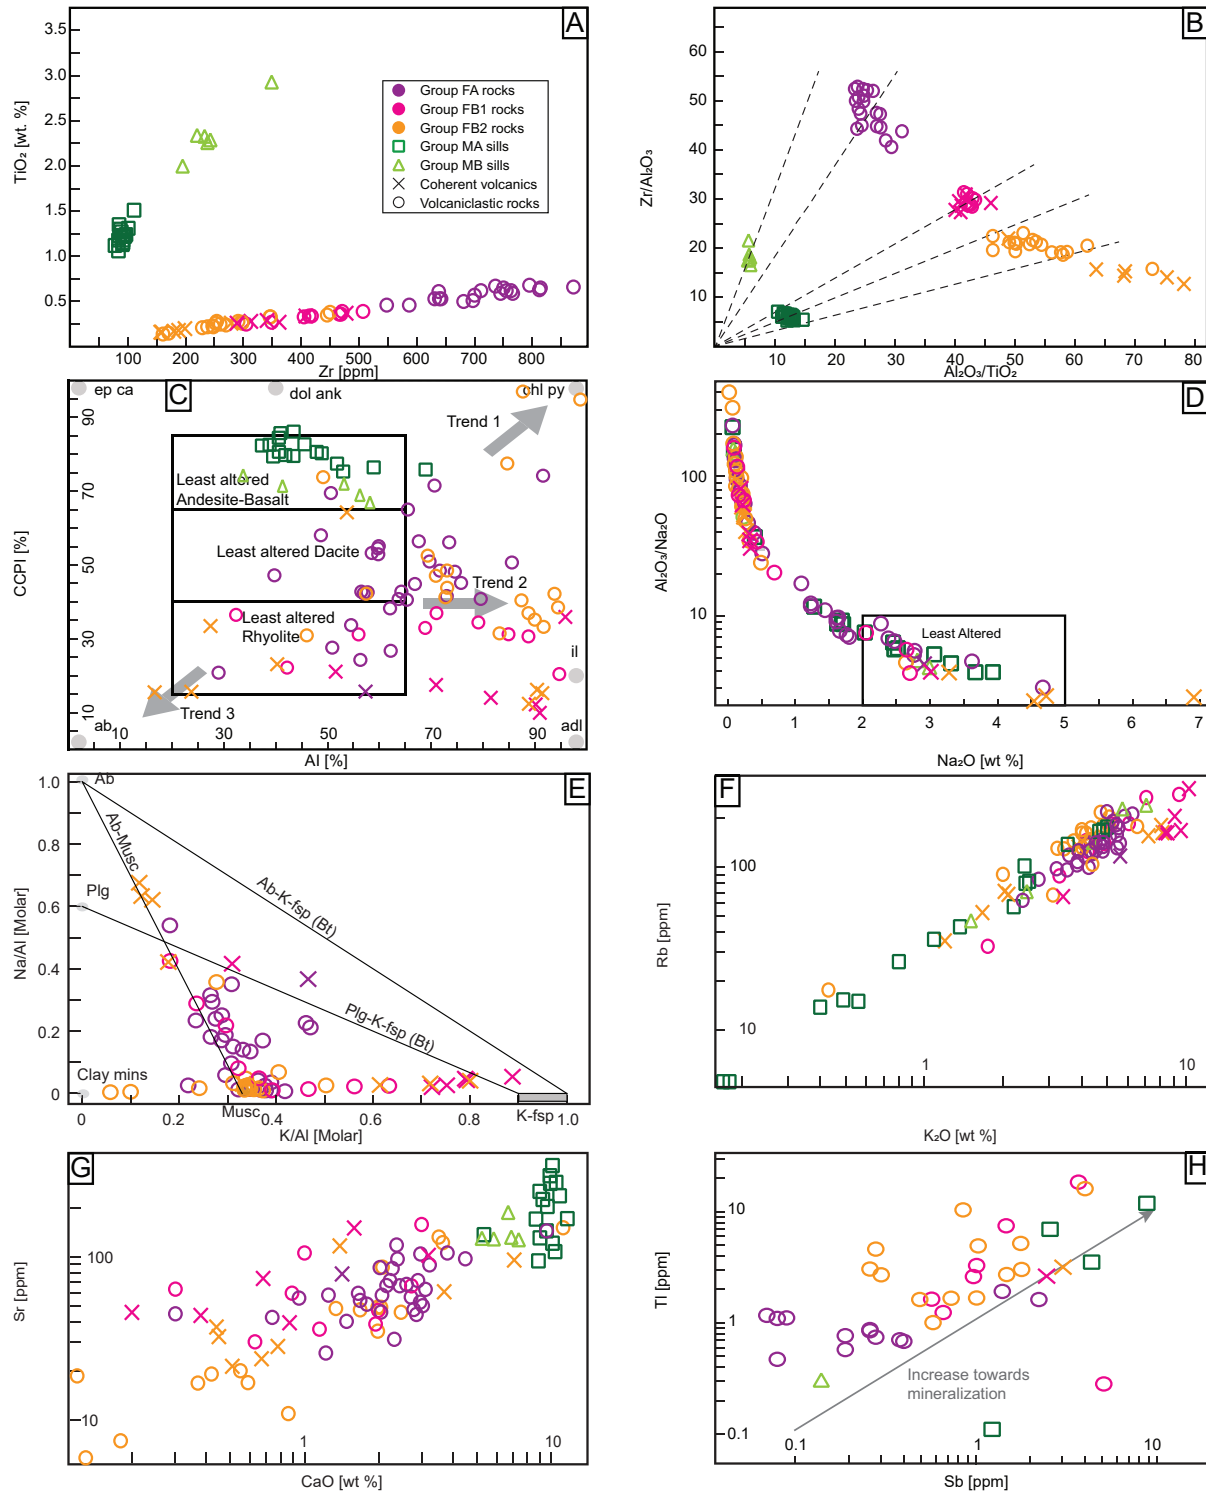 A
3.5
3.0
2.5
2.0
1.5
1.0
0.5
TiO₂ [wt. %]
100 200 300 400 500 600 700 800
Zr [ppm]
Group FA rocks
Group FB1 rocks
Group FB2 rocks
Group MA sills
Group MB sills
Coherent volcanics
Volcaniclastic rocks
B
60
50
40
30
20
10
Zr/Al₂O₃
10 20 30 40 50 60 70 80
Al₂O₃/TiO₂
C
ep ca
dol ank
chl py
Trend 1
90
70
50
30
10
CCPI [%]
Least altered
Andesite-Basalt
Least altered Dacite
Trend 2
Least altered
Rhyolite
il
Trend 3
ab
adl
10 30 50 70 90
AI [%]
D
100
10
Al₂O₃/Na₂O
Least Altered
0 1 2 3 4 5 6 7
Na₂O [wt %]
E
1.0
0.8
0.6
0.4
0.2
0
Na/Al [Molar]
Ab
Ab-Musc
Plg
Ab-K-fsp (Bt)
Plg-K-fsp (Bt)
Clay mins
Musc
K-fsp
0 0.2 0.4 0.6 0.8 1.0
K/Al [Molar]
F
100
10
Rb [ppm]
1 10
K₂O [wt %]
G
100
10
Sr [ppm]
1 10
CaO [wt %]
H
10
1
0.1
Tl [ppm]
Increase towards
mineralization
0.1 1 10
Sb [ppm]